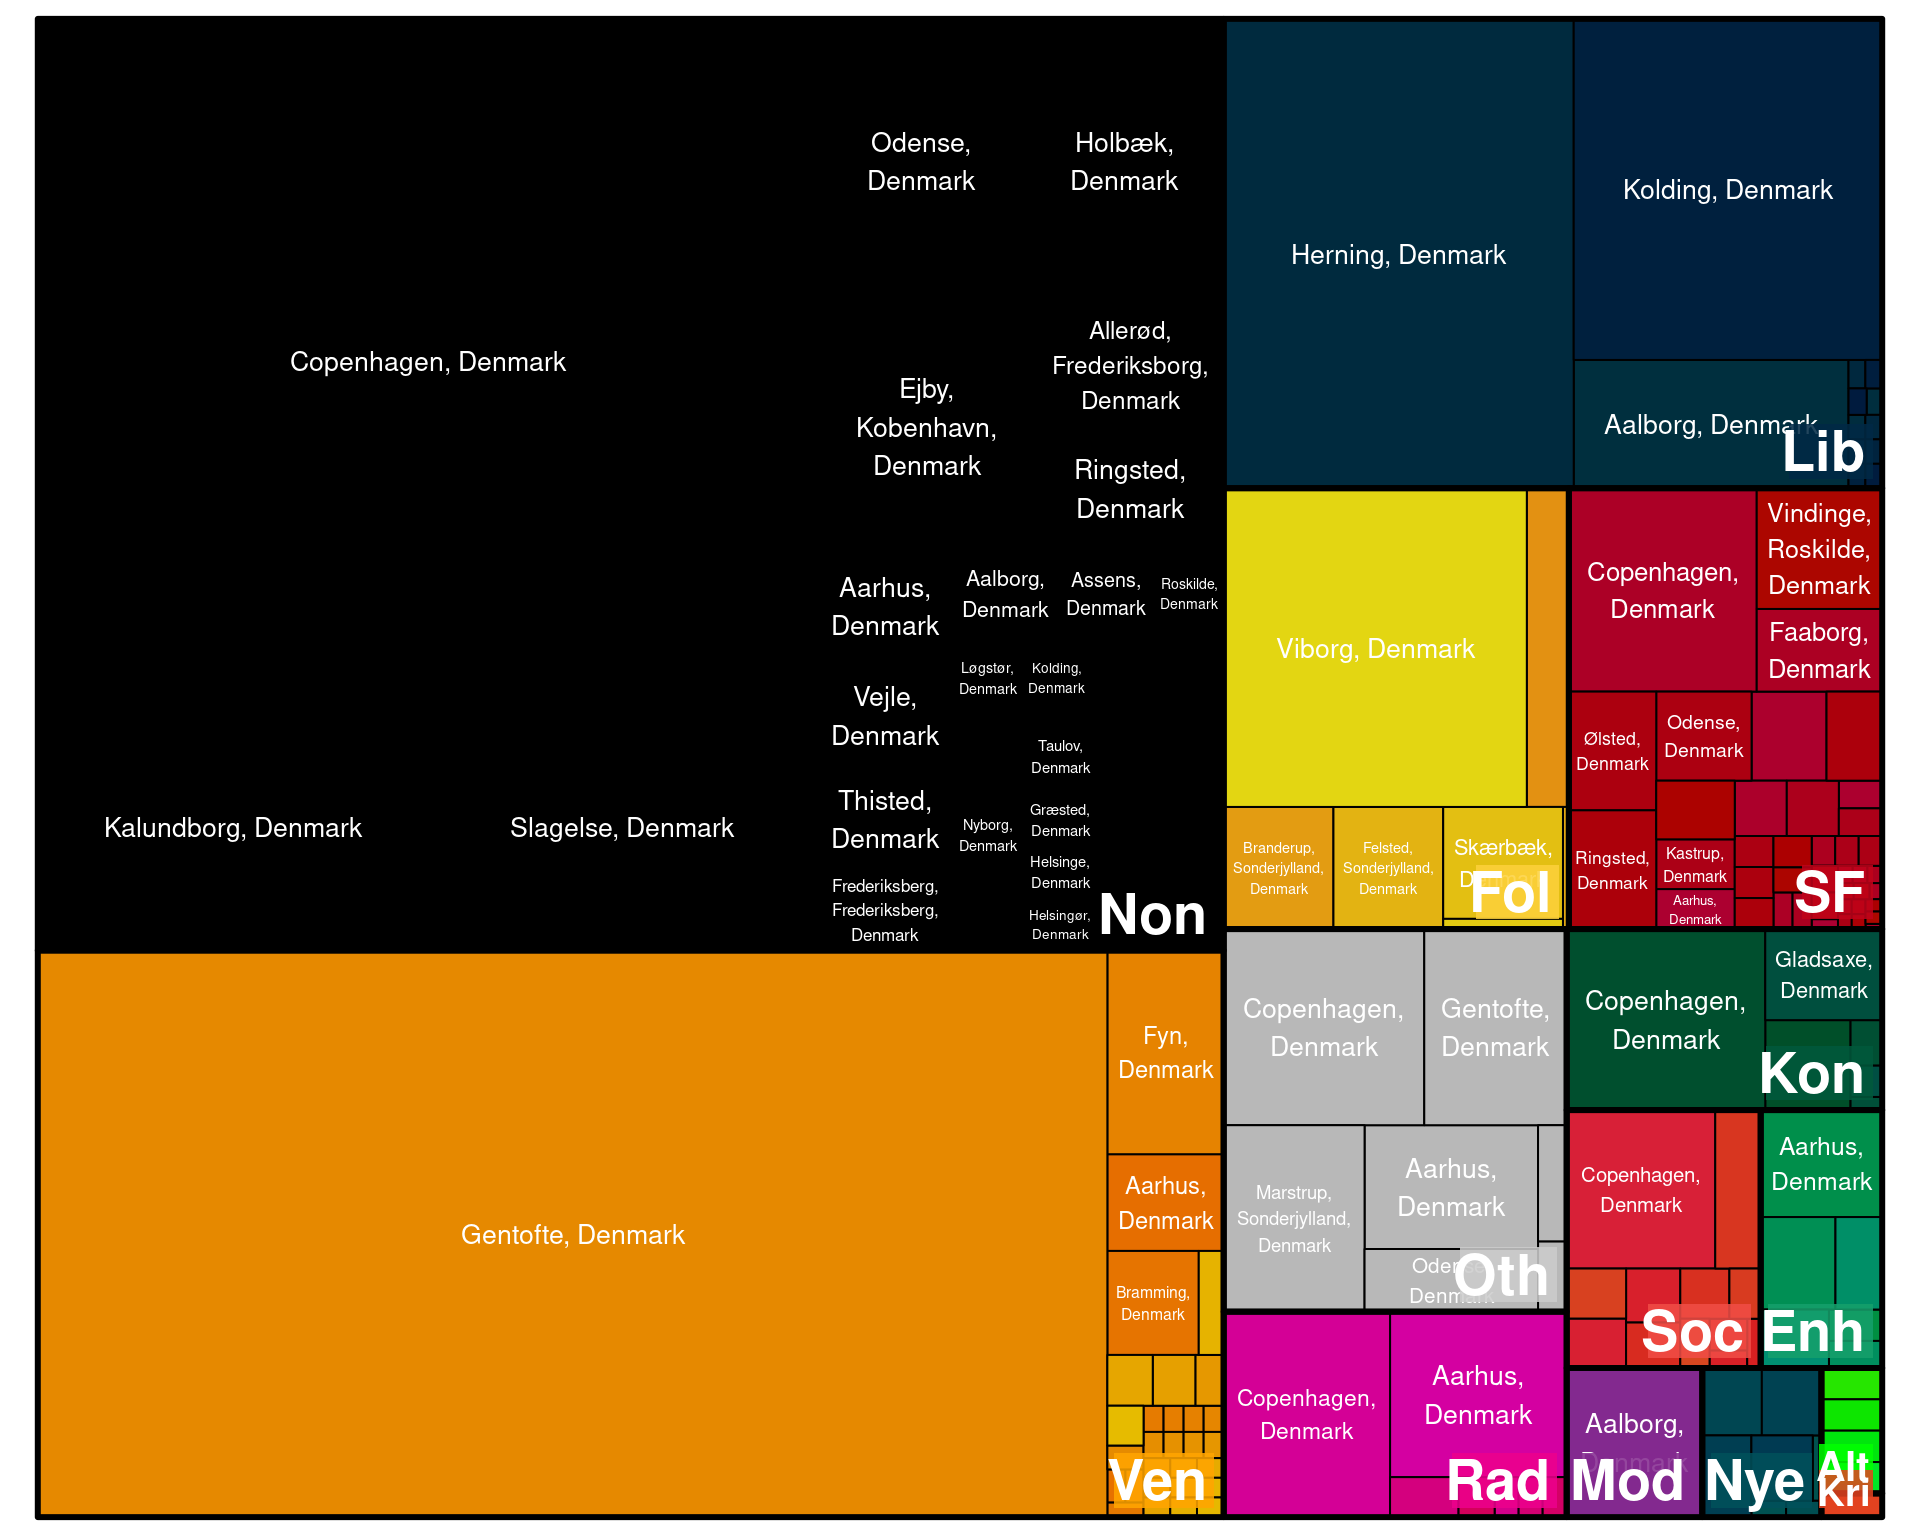 Copenhagen, Denmark
Odense,
Denmark
Holbæk,
Denmark
Ejby,
Kobenhavn,
Denmark
Allerød,
Frederiksborg,
Denmark
Ringsted,
Denmark
Kalundborg, Denmark
Slagelse, Denmark
Aarhus,
Denmark
Aalborg,
Denmark
Assens,
Denmark
Roskilde,
Denmark
Vejle,
Denmark
Løgstør,
Denmark
Kolding,
Denmark
Taulov,
Denmark
Thisted,
Denmark
Nyborg,
Denmark
Græsted,
Denmark
Helsinge,
Denmark
Frederiksberg,
Frederiksberg,
Denmark
Helsingør,
Denmark
Non
Gentofte, Denmark
Fyn,
Denmark
Aarhus,
Denmark
Bramming,
Denmark
Ven
Herning, Denmark
Kolding, Denmark
Aalborg, Denmark
Lib
Viborg, Denmark
Branderup,
Sonderjylland,
Denmark
Felsted,
Sonderjylland,
Denmark
Skærbæk,
Denmark
Fol
Copenhagen,
Denmark
Vindinge,
Roskilde,
Denmark
Faaborg,
Denmark
Ølsted,
Denmark
Odense,
Denmark
Ringsted,
Denmark
Kastrup,
Denmark
Aarhus,
Denmark
SF
Copenhagen,
Denmark
Gentofte,
Denmark
Marstrup,
Sonderjylland,
Denmark
Aarhus,
Denmark
Odense,
Denmark
Oth
Copenhagen,
Denmark
Gladsaxe,
Denmark
Kon
Copenhagen,
Denmark
Soc
Aarhus,
Denmark
Enh
Copenhagen,
Denmark
Aarhus,
Denmark
Rad
Aalborg,
Denmark
Mod
Nye
Alt
Kri